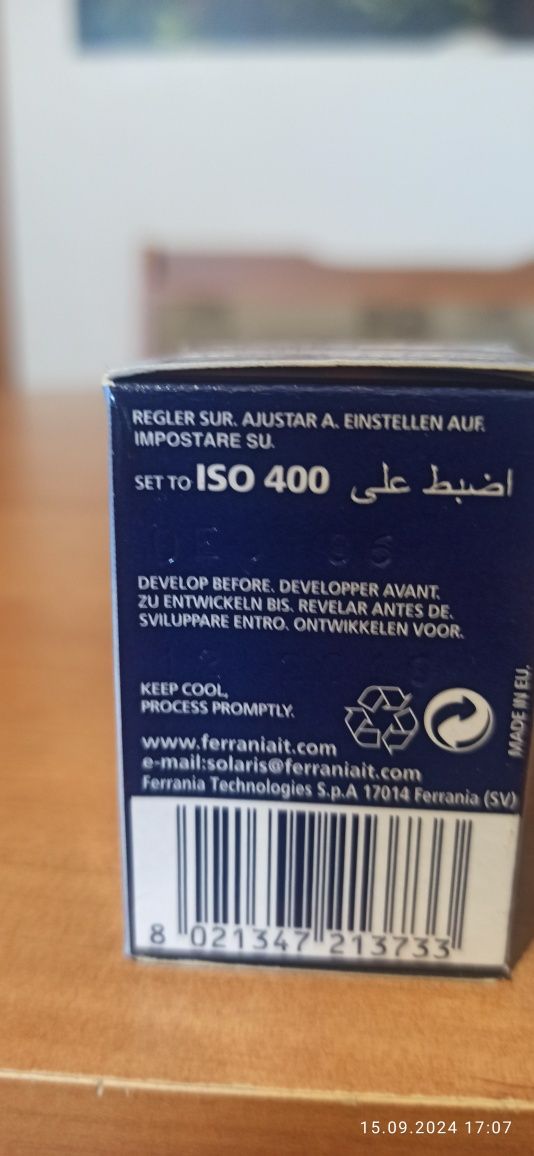 REGLER SUR. AJUSTAR A. EINSTELLEN AUF.
IMPOSTARE SU.
SET TO ISO 400 اضبط على
DEVELOP BEFORE. DEVELOPPER AVANT.
ZU ENTWICKELN BIS. REVELAR ANTES DE.
SVILUPPARE ENTRO. ONTWIKKELEN VOOR.
KEEP COOL,
PROCESS PROMPTLY.
MADE IN EU.
www.ferraniait.com
e-mail:solaris@ferraniait.com
Ferrania Technologies S.p.A 17014 Ferrania (SV)
8 021347 213733
15.09.2024 17:07